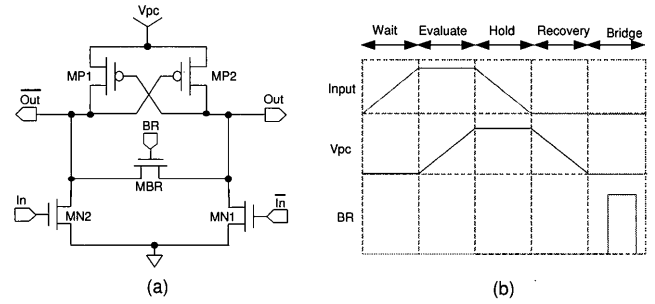 Vpc
MP1
MP2
Out
Out
BR
MBR
In
MN2
MN1
In
(a)
Wait Evaluate Hold Recovery Bridge
Input
Vpc
BR
(b)